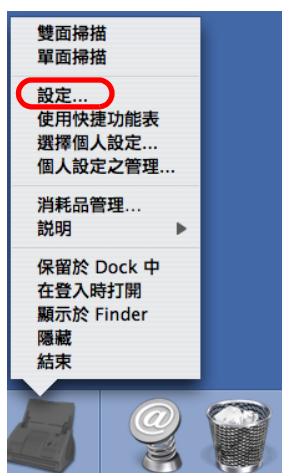 雙面掃描
單面掃描
設定...
使用快捷功能表
選擇個人設定...
個人設定之管理...
消耗品管理...
説明
保留於 Dock 中
在登入時打開
顯示於 Finder
隱藏
結束
@